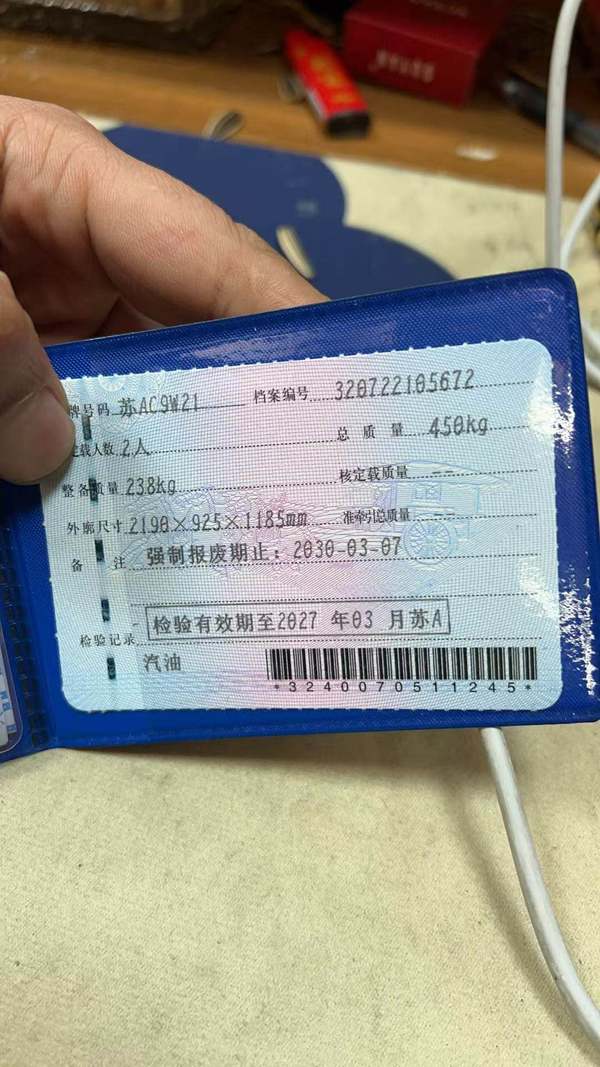 牌号码 苏AC9W21 档案编号 320722105672
定载人数 2人 总质量 450kg
整备质量 238kg 核定载质量 --
外廓尺寸 2190×925×1185mm 准牵引总质量 --
备注 强制报废期止：2030-03-07
检验有效期至2027 年03 月苏A
检验记录
汽油
*3240070511245*